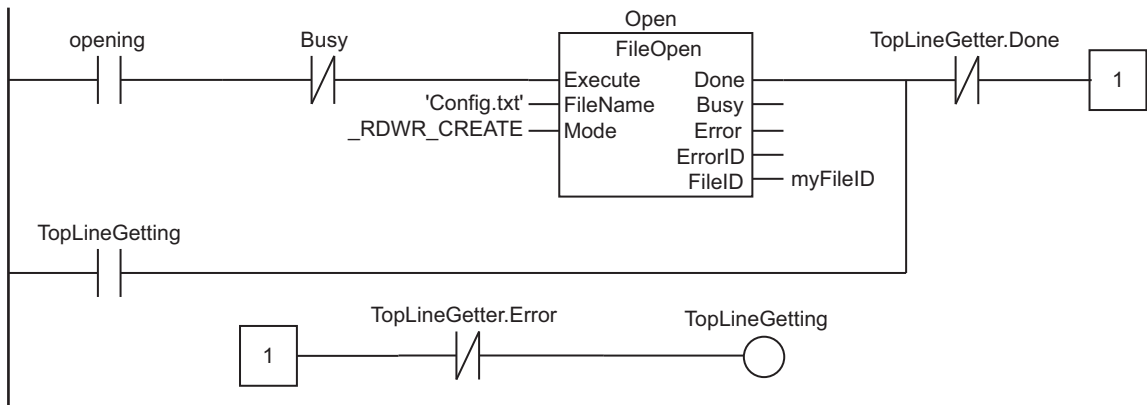 Open
opening
Busy
FileOpen
TopLineGetter.Done
Execute
Done
1
'Config.txt'
FileName
Busy
_RDWR_CREATE
Mode
Error
ErrorID
FileID
myFileID
TopLineGetting
TopLineGetter.Error
TopLineGetting
1